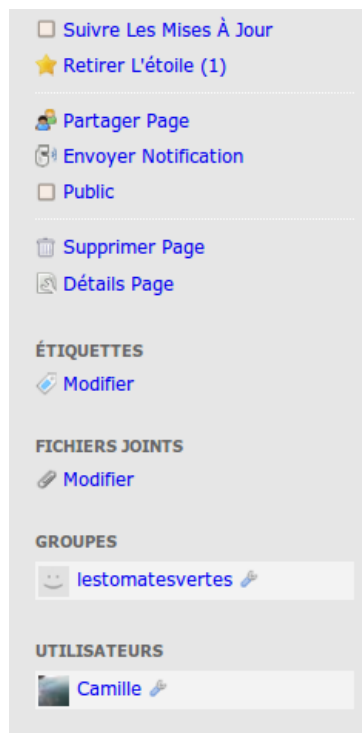 Suivre Les Mises À Jour
Retirer L'étoile (1)
Partager Page
Envoyer Notification
Public
Supprimer Page
Détails Page
ÉTIQUETTES
Modifier
FICHIERS JOINTS
Modifier
GROUPES
lestomatesvertes
UTILISATEURS
Camille